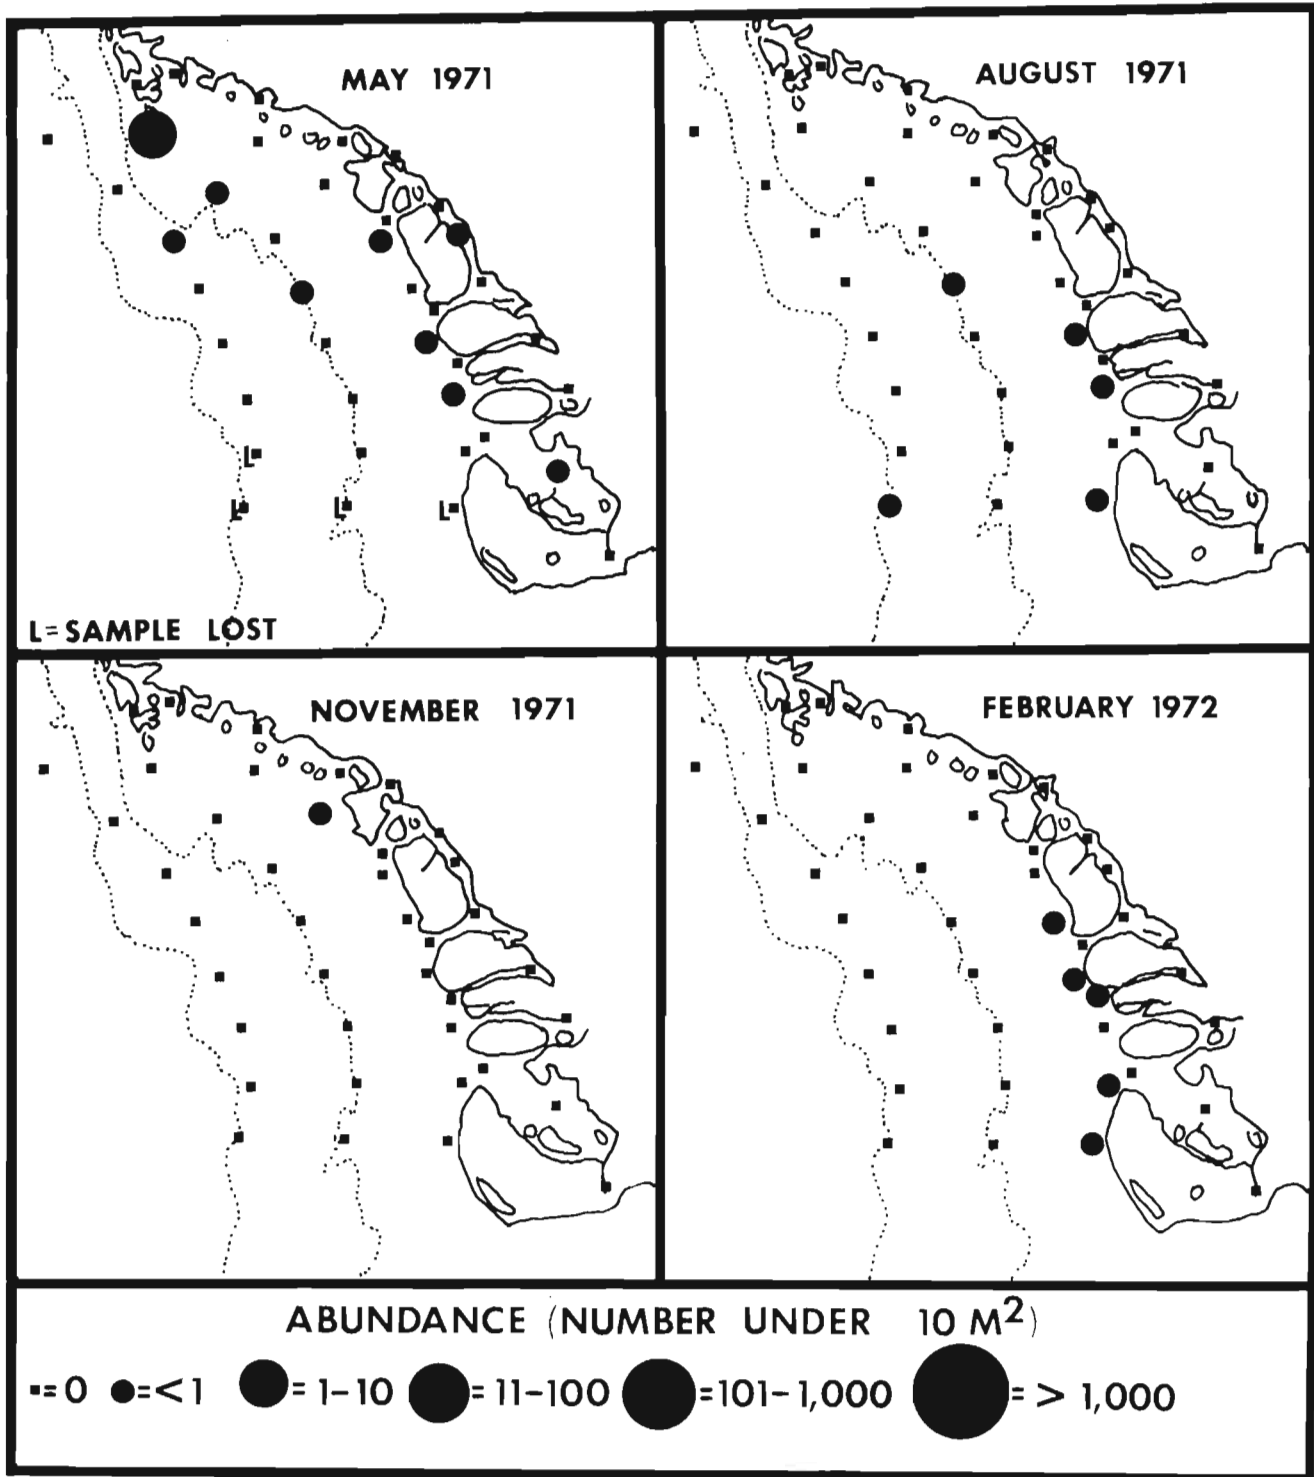 MAY 1971
AUGUST 1971
L
L
L
L
L=SAMPLE LOST
NOVEMBER 1971
FEBRUARY 1972
ABUNDANCE (NUMBER UNDER 10 M²)
=0 =<1 =1-10 =11-100 =101-1,000 => 1,000